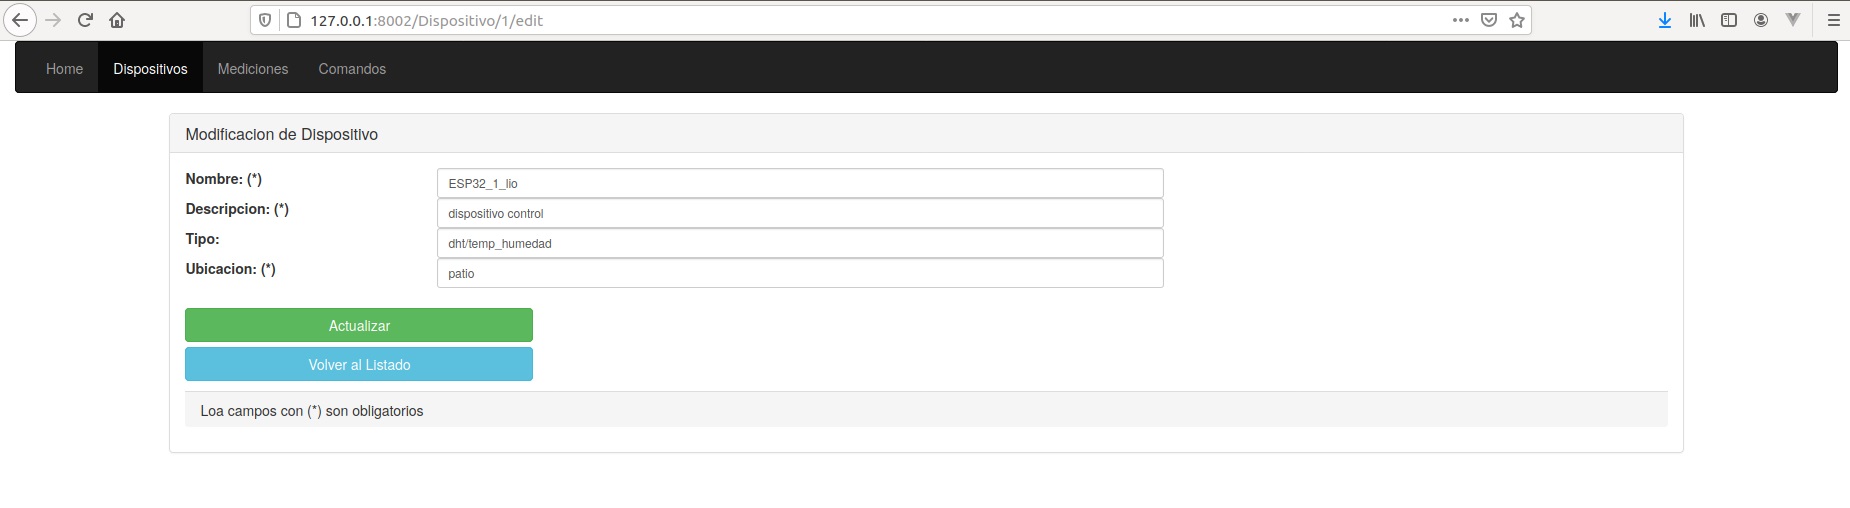 127.0.0.1:8002/Dispositivo/1/edit
Home Dispositivos Mediciones Comandos
Modificacion de Dispositivo
Nombre: (*) ESP32_1_lio
Descripcion: (*) dispositivo control
Tipo: dht/temp_humedad
Ubicacion: (*) patio
Actualizar
Volver al Listado
Loa campos con (*) son obligatorios